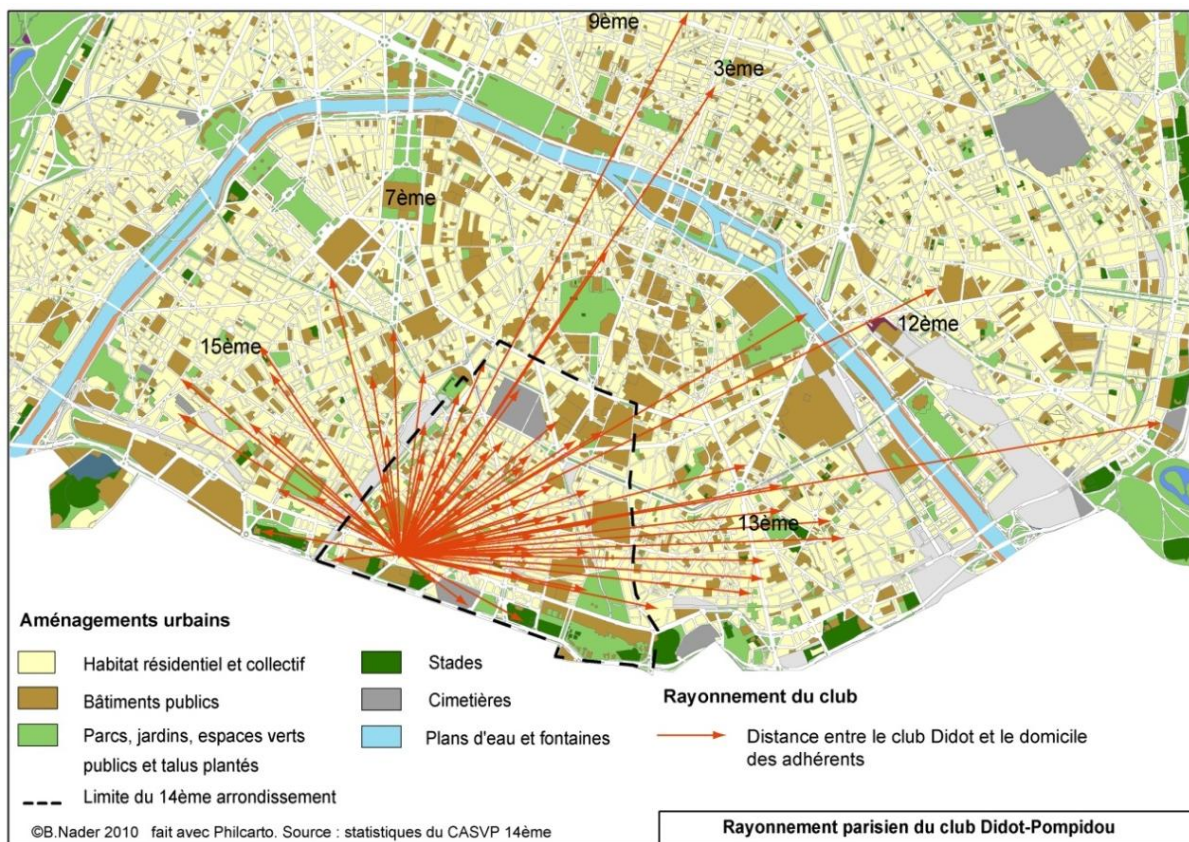 9ème
3ème
7ème
12ème
15ème
13ème
Aménagements urbains
Habitat résidentiel et collectif
Bâtiments publics
Parcs, jardins, espaces verts
publics et talus plantés
Limite du 14ème arrondissement
Stades
Cimetières
Plans d'eau et fontaines
Rayonnement du club
Distance entre le club Didot et le domicile
des adhérents
©B.Nader 2010 fait avec Philcarto. Source : statistiques du CASVP 14ème
Rayonnement parisien du club Didot-Pompidou